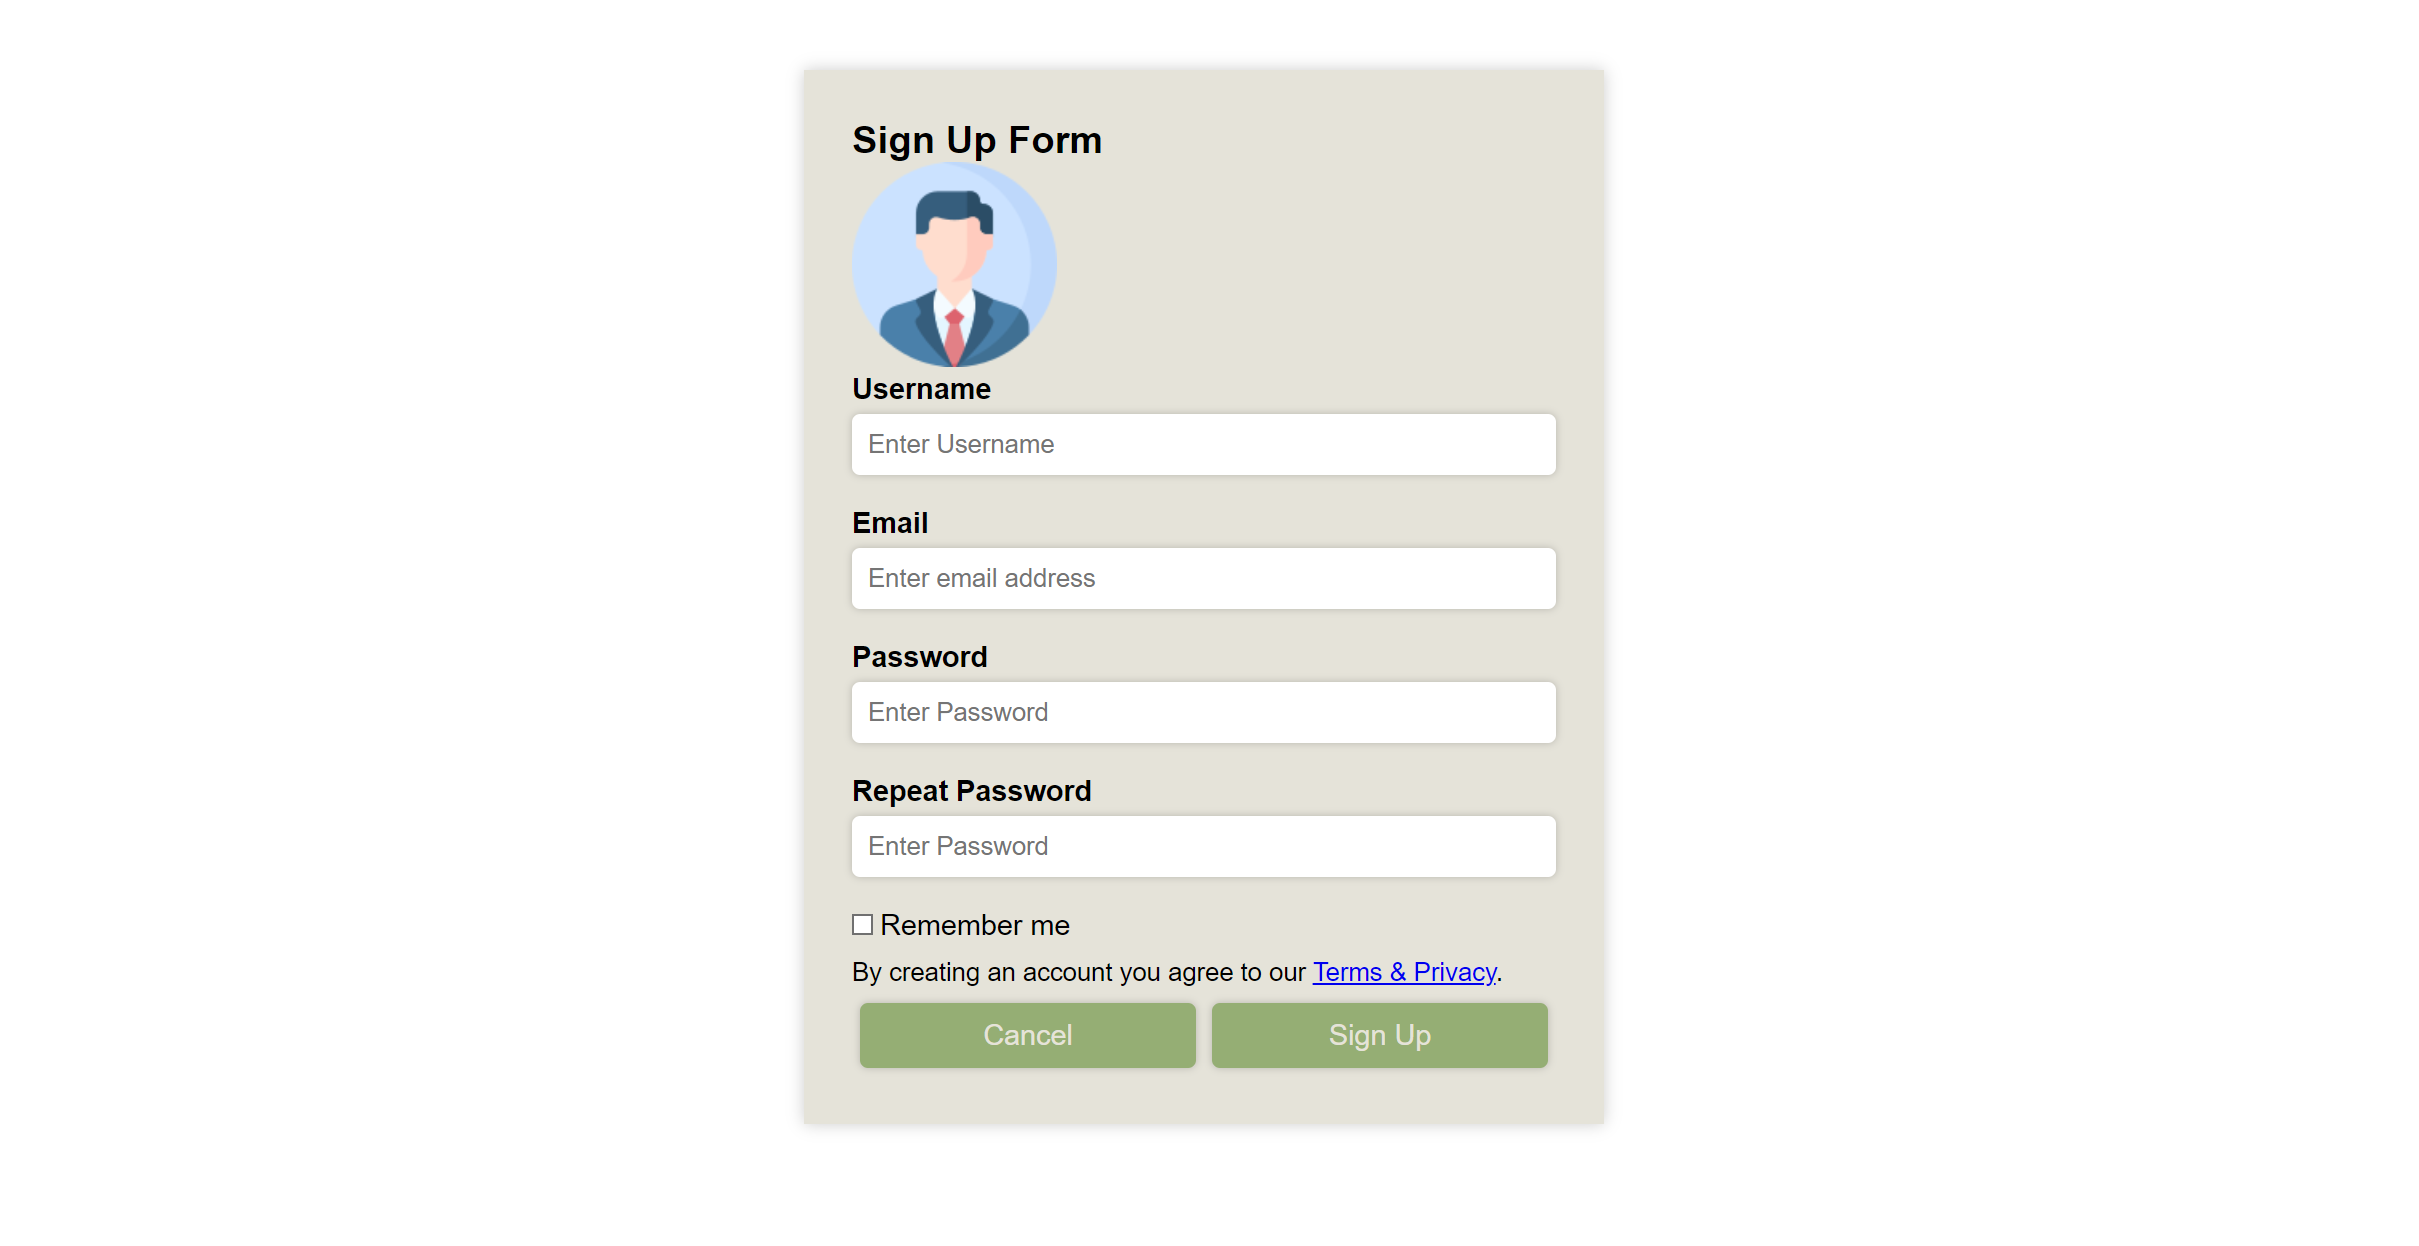 Sign Up Form
Username
Enter Username
Email
Enter email address
Password
Enter Password
Repeat Password
Enter Password
Remember me
By creating an account you agree to our Terms & Privacy.
Cancel Sign Up